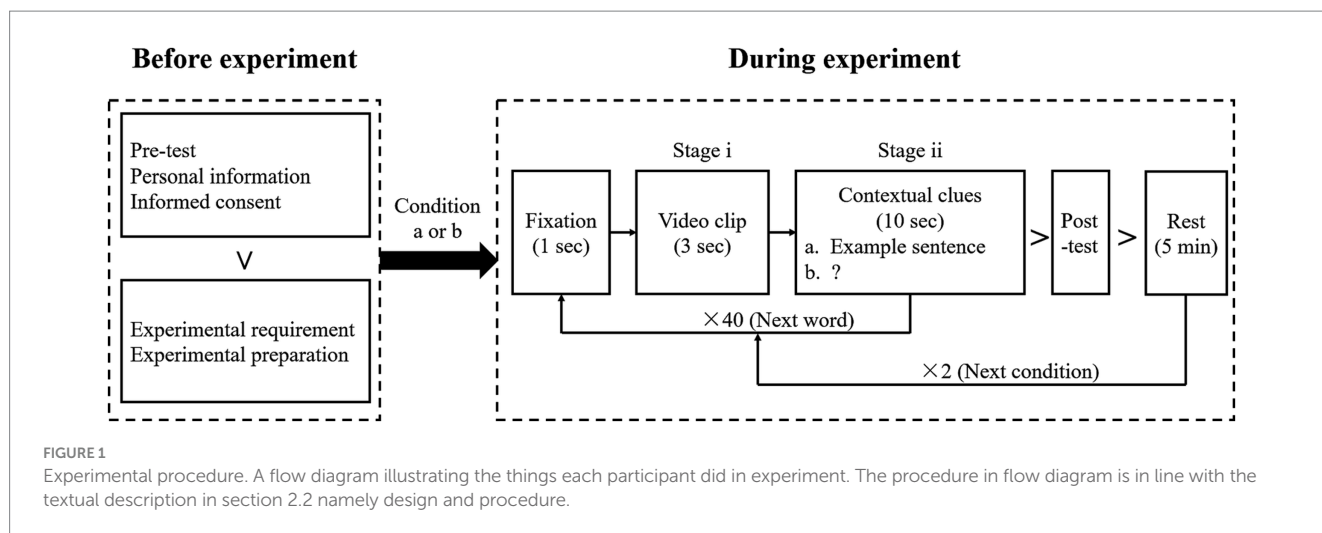 Before experiment
During experiment
Pre-test
Personal information
Informed consent
>
Experimental requirement
Experimental preparation
Condition
a or b
Fixation
(1 sec)
Stage i
Video clip
(3 sec)
Stage ii
Contextual clues
(10 sec)
a. Example sentence
b. ?
>
Post
-test
>
Rest
(5 min)
×40 (Next word)
×2 (Next condition)
FIGURE 1
Experimental procedure. A flow diagram illustrating the things each participant did in experiment. The procedure in flow diagram is in line with the
textual description in section 2.2 namely design and procedure.